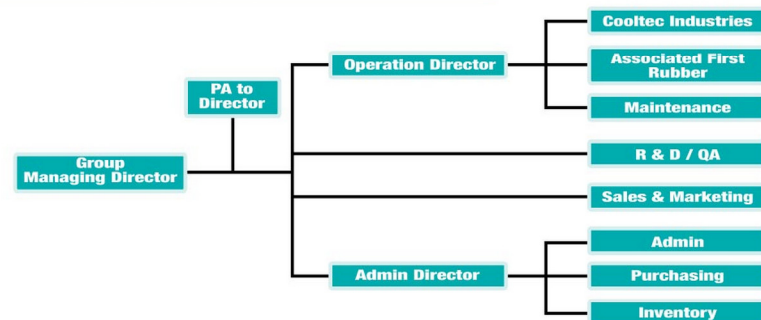 Cooltec Industries
Operation Director
Associated First
Rubber
PA to
Director
Maintenance
Group
Managing Director
R & D / QA
Sales & Marketing
Admin
Admin Director
Purchasing
Inventory